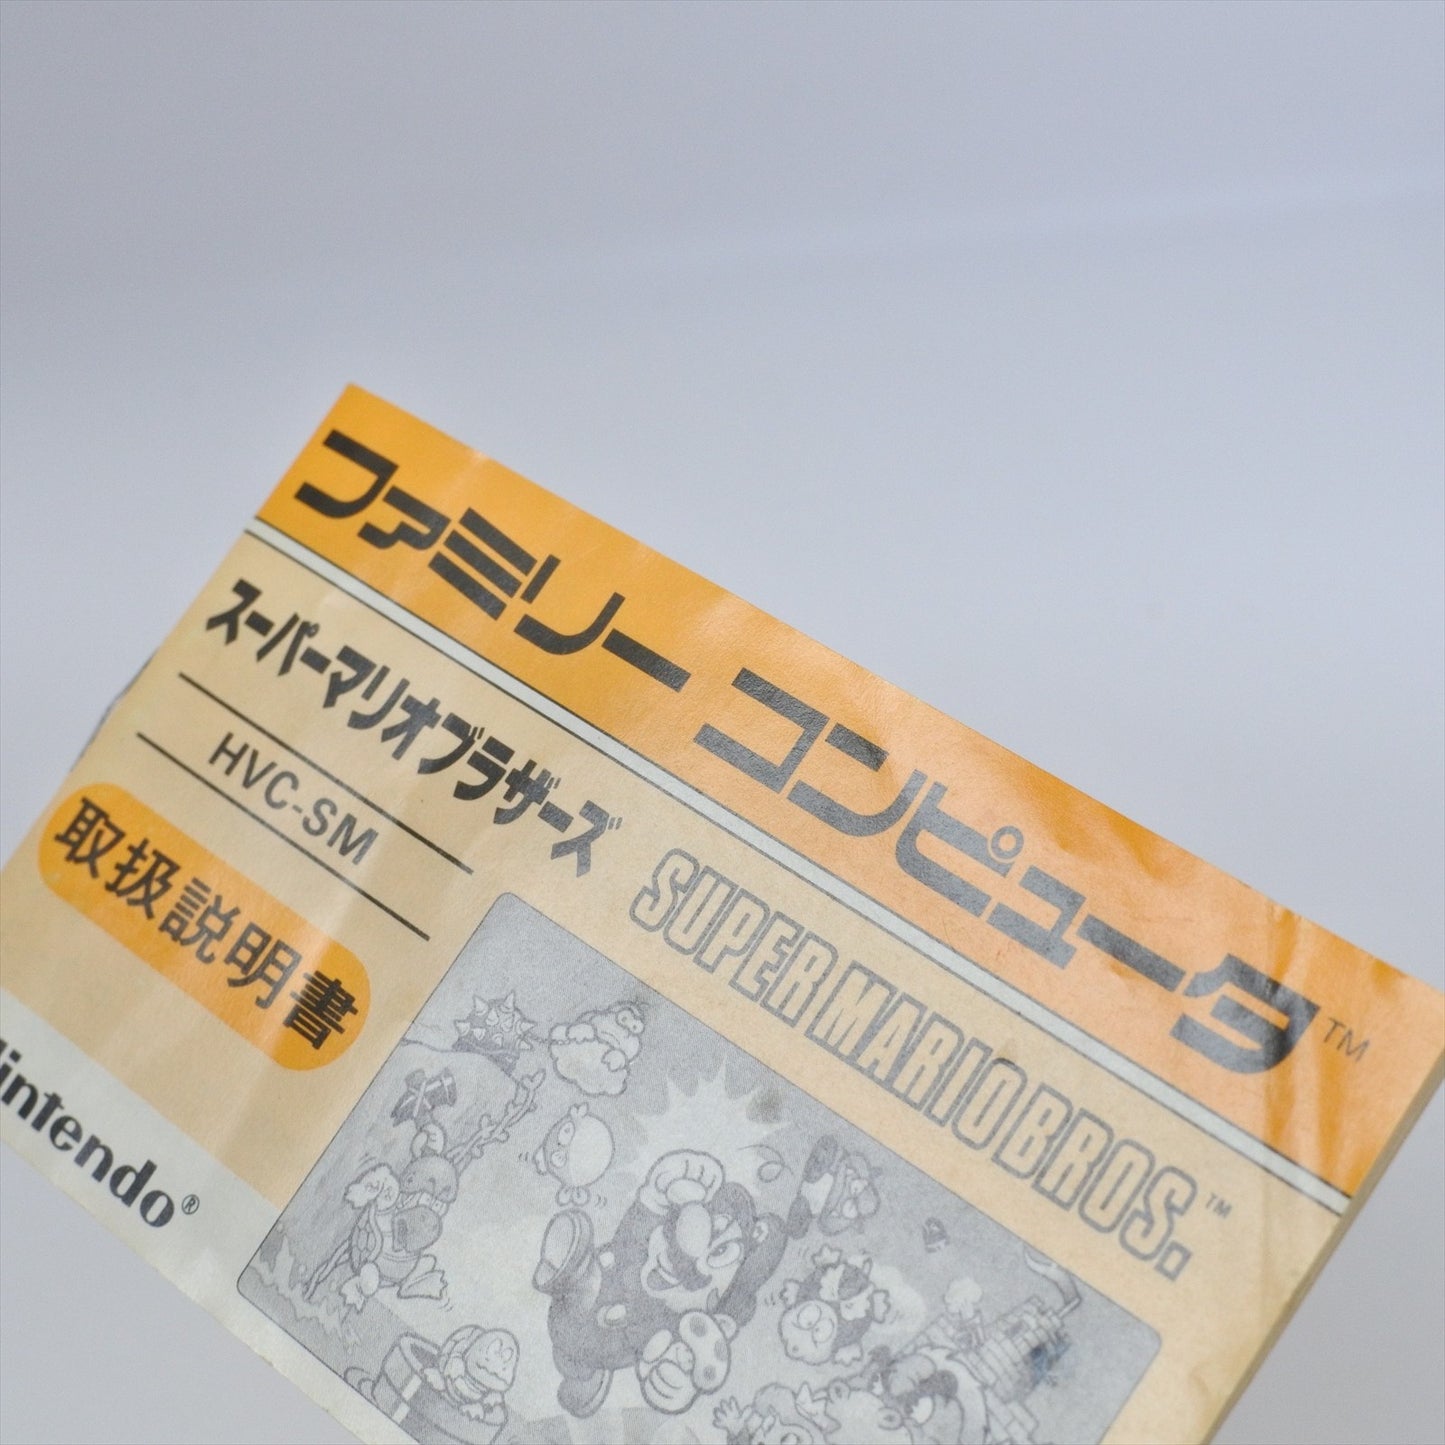 ファミリー コンピュータ™
スーパーマリオブラザーズ
HVC-SM
取扱説明書
SUPER MARIO BROS.™
Nintendo®